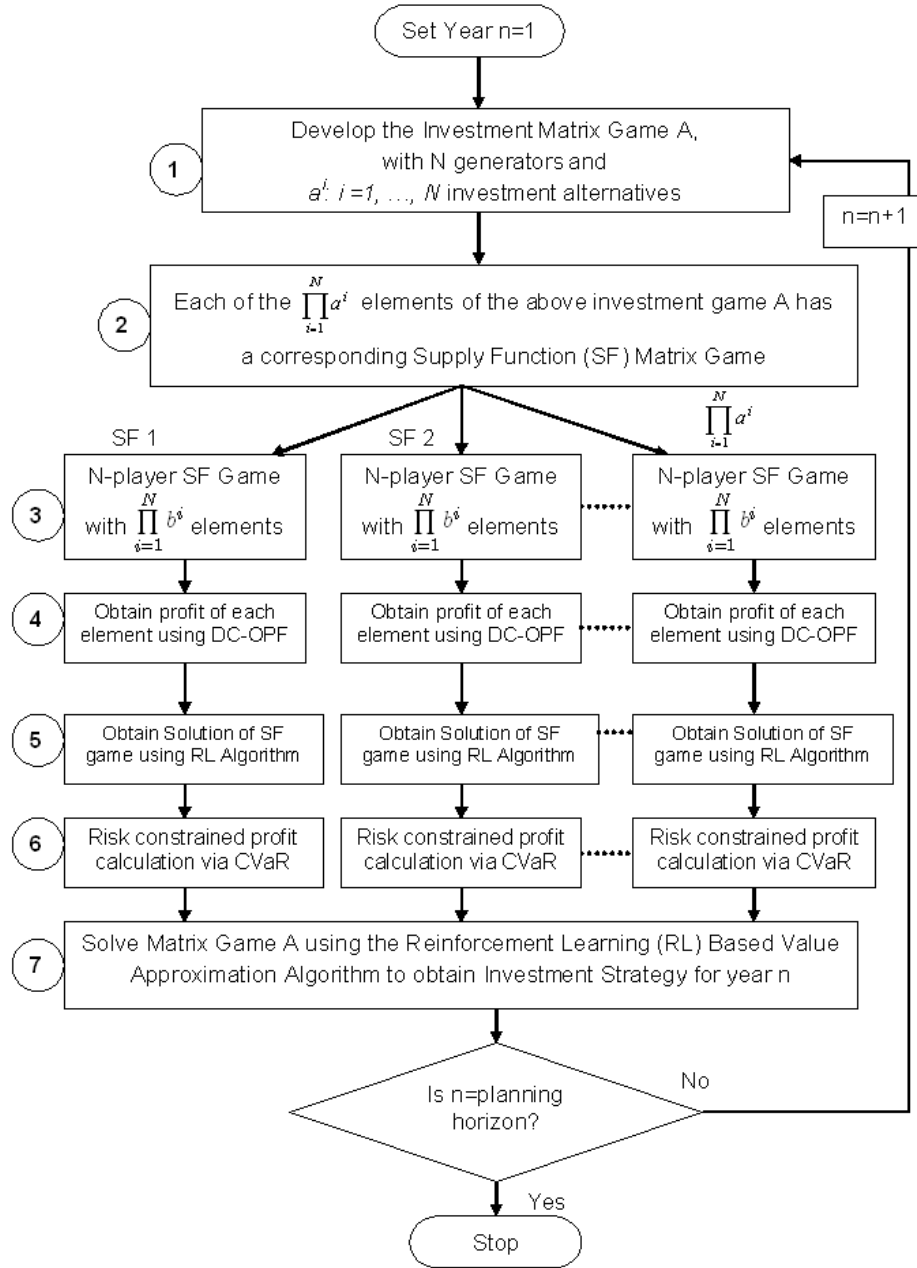 Set Year n=1
1
Develop the Investment Matrix Game A,
with N generators and
aⁱ: i =1, ..., N investment alternatives
n=n+1
2
Each of the ∏_{i=1}^{N} aⁱ elements of the above investment game A has
a corresponding Supply Function (SF) Matrix Game
SF 1
SF 2
∏_{i=1}^{N} aⁱ
3
N-player SF Game
with ∏_{i=1}^{N} bⁱ elements
N-player SF Game
with ∏_{i=1}^{N} bⁱ elements
N-player SF Game
with ∏_{i=1}^{N} bⁱ elements
4
Obtain profit of each
element using DC-OPF
Obtain profit of each
element using DC-OPF
Obtain profit of each
element using DC-OPF
5
Obtain Solution of SF
game using RL Algorithm
Obtain Solution of SF
game using RL Algorithm
Obtain Solution of SF
game using RL Algorithm
6
Risk constrained profit
calculation via CVaR
Risk constrained profit
calculation via CVaR
Risk constrained profit
calculation via CVaR
7
Solve Matrix Game A using the Reinforcement Learning (RL) Based Value
Approximation Algorithm to obtain Investment Strategy for year n
Is n=planning
horizon?
No
Yes
Stop